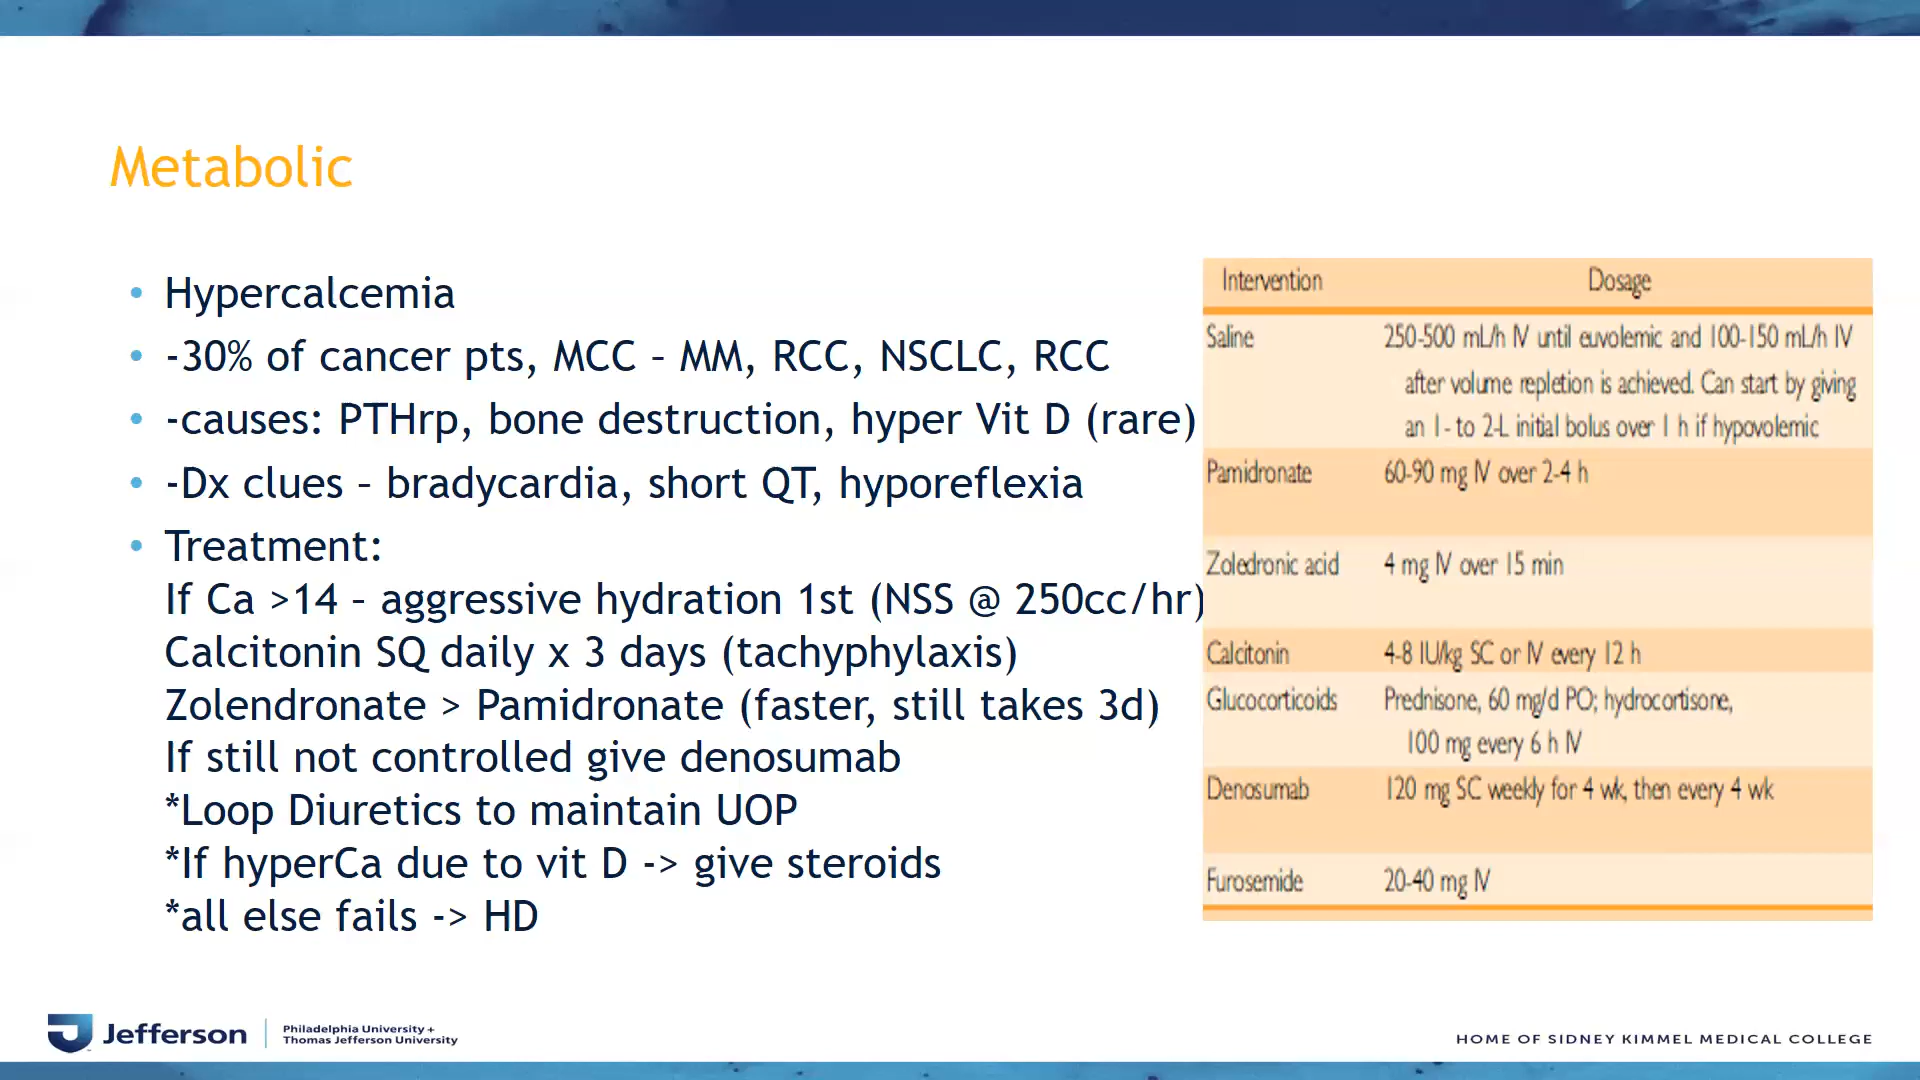 Metabolic
• Hypercalcemia
• -30% of cancer pts, MCC – MM, RCC, NSCLC, RCC
• -causes: PTHrp, bone destruction, hyper Vit D (rare)
• -Dx clues – bradycardia, short QT, hyporeflexia
• Treatment:
If Ca >14 – aggressive hydration 1st (NSS @ 250cc/hr)
Calcitonin SQ daily x 3 days (tachyphylaxis)
Zolendronate > Pamidronate (faster, still takes 3d)
If still not controlled give denosumab
*Loop Diuretics to maintain UOP
*If hyperCa due to vit D -> give steroids
*all else fails -> HD
Intervention Dosage
Saline 250-500 mL/h IV until euvolemic and 100-150 mL/h IV
after volume repletion is achieved. Can start by giving
an 1- to 2-L initial bolus over 1 h if hypovolemic
Pamidronate 60-90 mg IV over 2-4 h
Zoledronic acid 4 mg IV over 15 min
Calcitonin 4-8 IU/kg SC or IV every 12 h
Glucocorticoids Prednisone, 60 mg/d PO; hydrocortisone,
100 mg every 6 h IV
Denosumab 120 mg SC weekly for 4 wk, then every 4 wk
Furosemide 20-40 mg IV
Jefferson
Philadelphia University +
Thomas Jefferson University
HOME OF SIDNEY KIMMEL MEDICAL COLLEGE